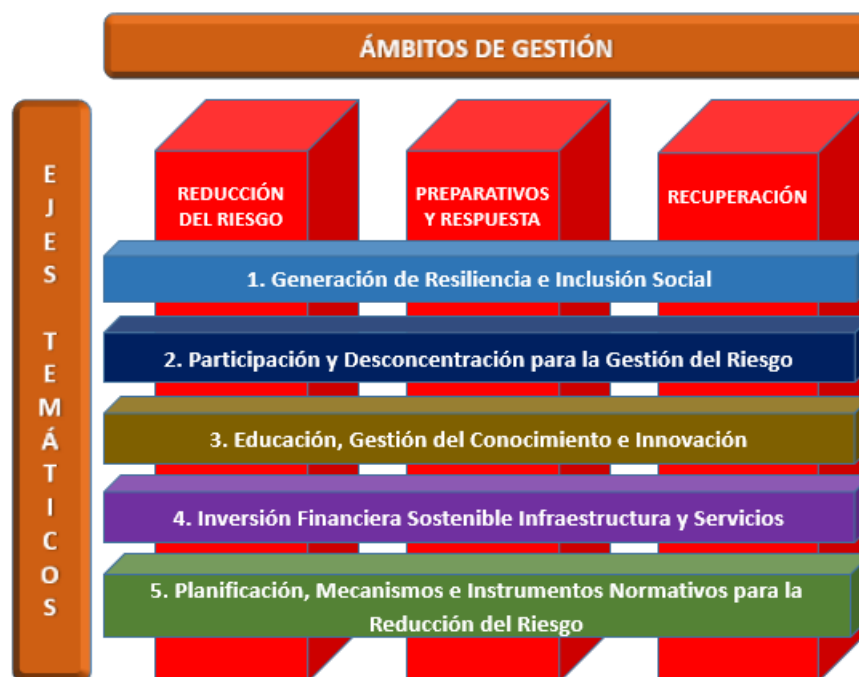 ÁMBITOS DE GESTIÓN
EJES TEMÁTICOS
REDUCCIÓN
DEL RIESGO
PREPARATIVOS
Y RESPUESTA
RECUPERACIÓN
1. Generación de Resiliencia e Inclusión Social
2. Participación y Desconcentración para la Gestión del Riesgo
3. Educación, Gestión del Conocimiento e Innovación
4. Inversión Financiera Sostenible Infraestructura y Servicios
5. Planificación, Mecanismos e Instrumentos Normativos para la
Reducción del Riesgo